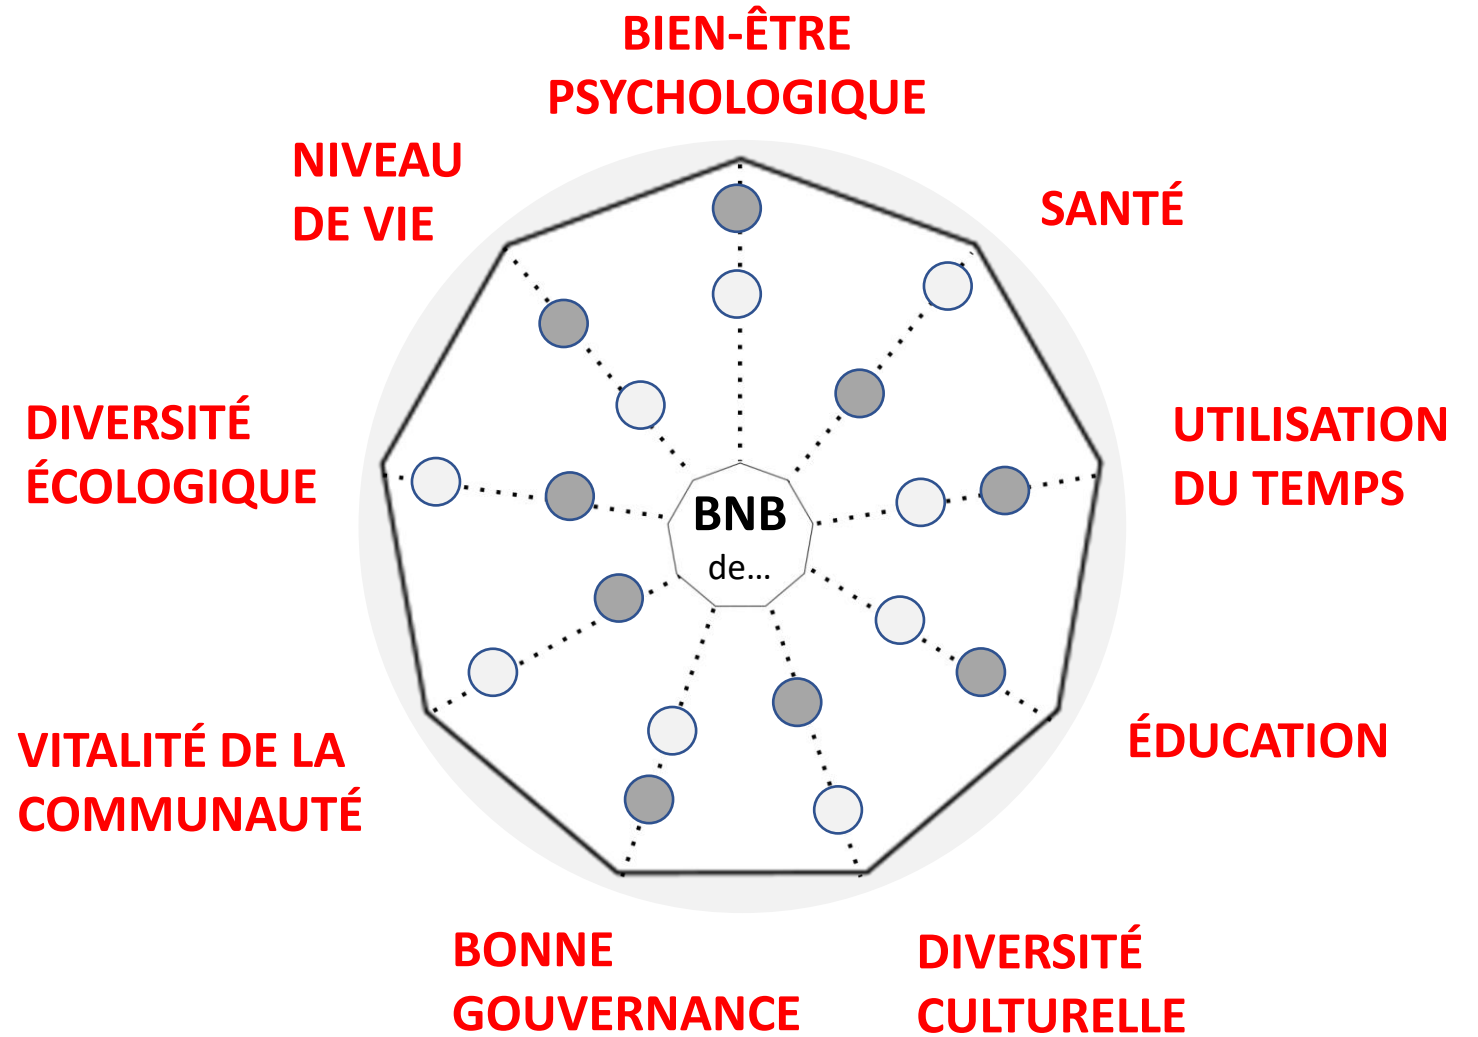 BIEN-ÊTRE
PSYCHOLOGIQUE
NIVEAU
DE VIE
SANTÉ
DIVERSITÉ
ÉCOLOGIQUE
UTILISATION
DU TEMPS
BNB
de...
VITALITÉ DE LA
COMMUNAUTÉ
ÉDUCATION
BONNE
GOUVERNANCE
DIVERSITÉ
CULTURELLE